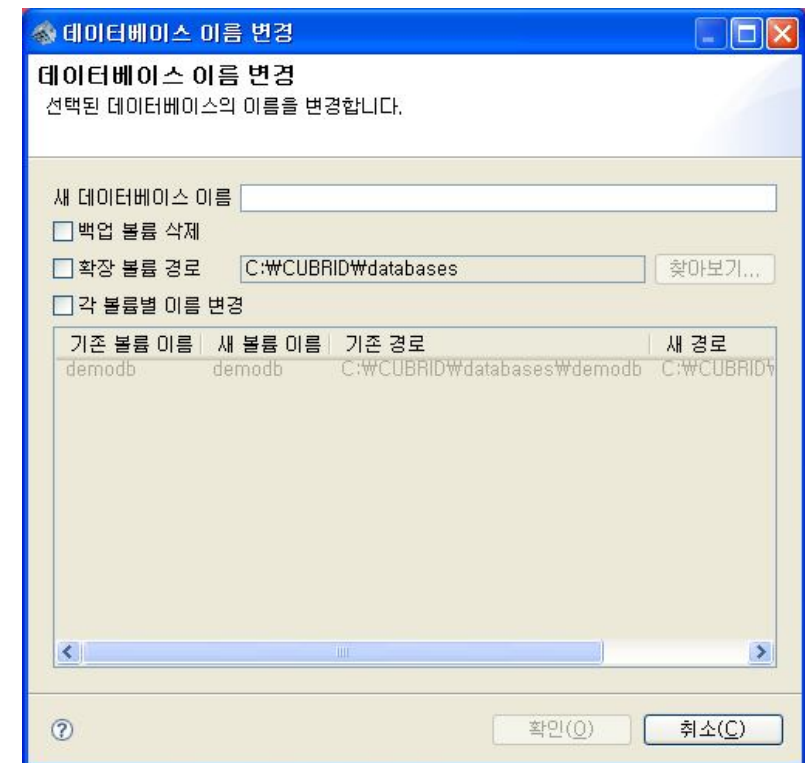 데이터베이스 이름 변경
데이터베이스 이름 변경
선택된 데이터베이스의 이름을 변경합니다.
새 데이터베이스 이름
백업 볼륨 삭제
확장 볼륨 경로 C:₩CUBRID₩databases 찾아보기...
각 볼륨별 이름 변경
기존 볼륨 이름 새 볼륨 이름 기존 경로 새 경로
demodb demodb C:₩CUBRID₩databases₩demodb C:₩CUBRID₩
확인(O) 취소(C)